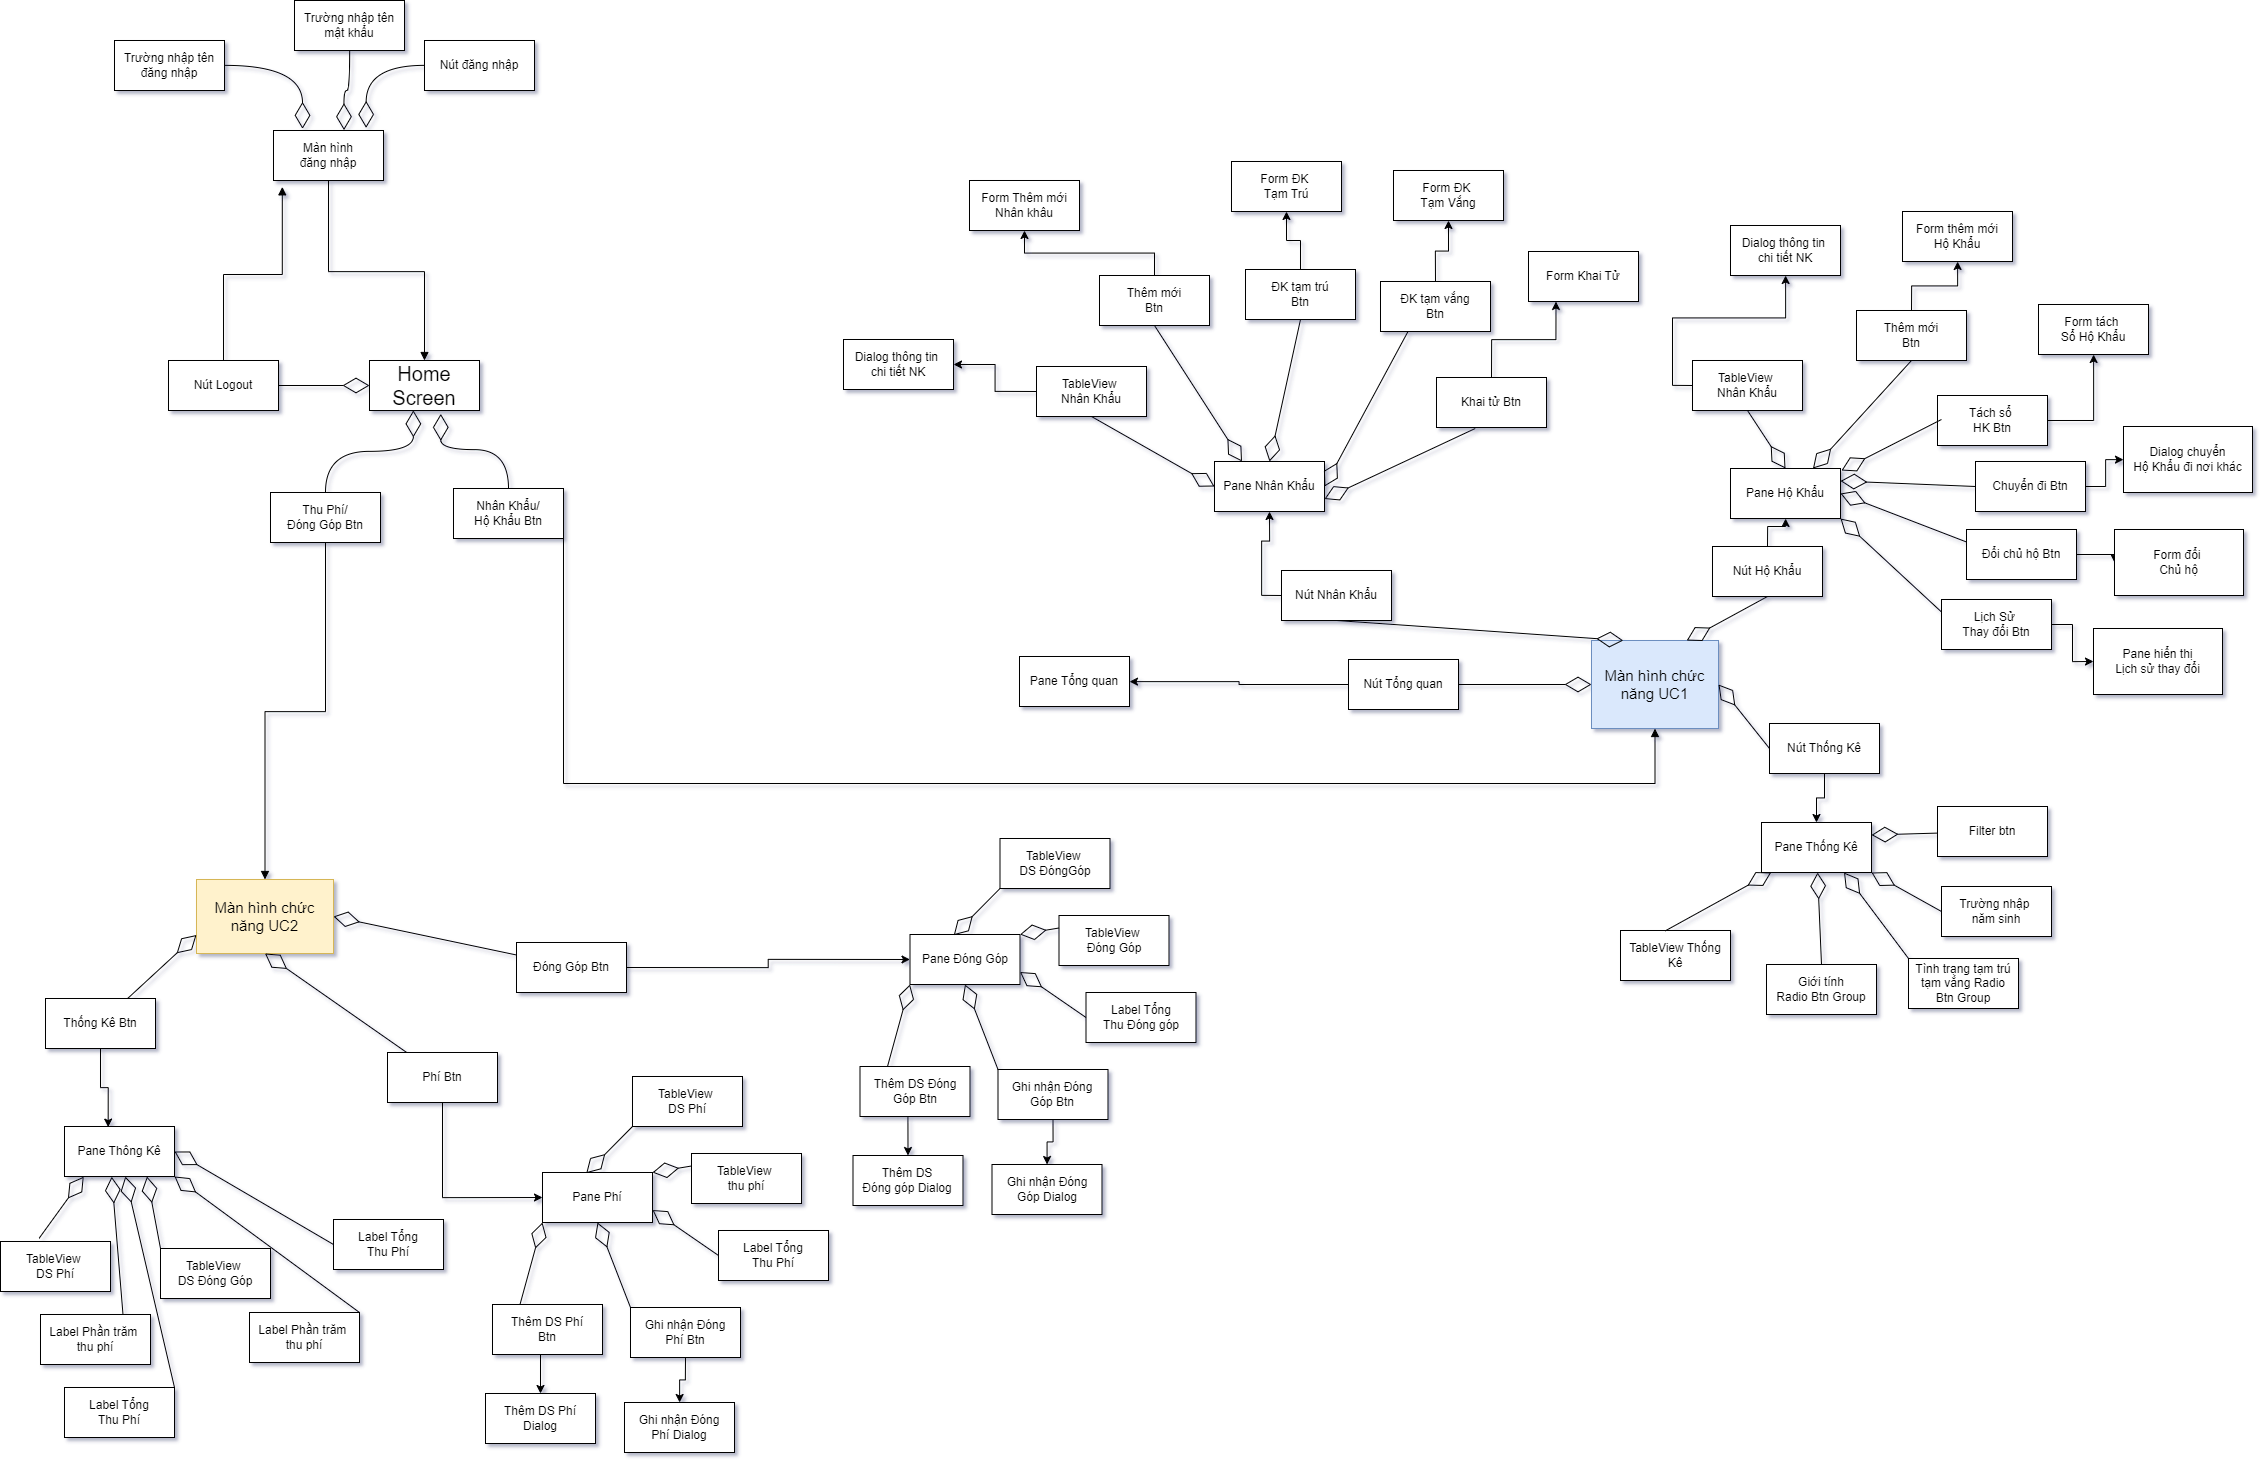 Trường nhập tên
mật khẩu
Trường nhập tên
đăng nhập
Nút đăng nhập
Màn hình
đăng nhập
Nút Logout
Home
Screen
Thu Phí/
Đóng Góp Btn
Nhân Khẩu/
Hộ Khẩu Btn
Form Thêm mới
Nhân khâu
Form ĐK
Tạm Trú
Form ĐK
Tạm Vắng
Form Khai Tử
Thêm mới
Btn
ĐK tạm trú
Btn
ĐK tạm vắng
Btn
Dialog thông tin
chi tiết NK
TableView
Nhân Khẩu
Khai tử Btn
Pane Nhân Khẩu
Nút Nhân Khẩu
Dialog thông tin
chi tiết NK
Form thêm mới
Hộ Khẩu
Thêm mới
Btn
Form tách
Sổ Hộ Khẩu
TableView
Nhân Khẩu
Tách sổ
HK Btn
Dialog chuyển
Hộ Khẩu đi nơi khác
Pane Hộ Khẩu
Chuyển đi Btn
Đổi chủ hộ Btn
Form đổi
Chủ hộ
Nút Hộ Khẩu
Lịch Sử
Thay đổi Btn
Pane hiển thị
Lịch sử thay đổi
Pane Tổng quan
Nút Tổng quan
Màn hình chức
năng UC1
Nút Thống Kê
Pane Thống Kê
Filter btn
Trường nhập
năm sinh
TableView Thống
Kê
Giới tính
Radio Btn Group
Tình trạng tạm trú
tạm vắng Radio
Btn Group
Màn hình chức
năng UC2
Đóng Góp Btn
TableView
DS ĐóngGóp
Pane Đóng Góp
TableView
Đóng Góp
Label Tổng
Thu Đóng góp
Thêm DS Đóng
Góp Btn
Ghi nhận Đóng
Góp Btn
Thêm DS
Đóng góp Dialog
Ghi nhận Đóng
Góp Dialog
Thống Kê Btn
Phí Btn
Pane Thông Kê
TableView
DS Phí
Label Phần trăm
thu phí
Label Tổng
Thu Phí
TableView
DS Đóng Góp
Label Phần trăm
thu phí
Label Tổng
Thu Phí
TableView
DS Phí
Pane Phí
TableView
thu phí
Label Tổng
Thu Phí
Thêm DS Phí
Btn
Ghi nhận Đóng
Phí Btn
Thêm DS Phí
Dialog
Ghi nhận Đóng
Phí Dialog